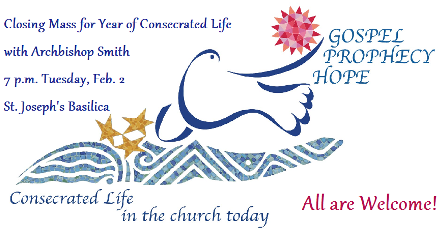 Closing Mass for Year of Consecrated Life
with Archbishop Smith
7 p.m. Tuesday, Feb. 2
St. Joseph's Basilica
GOSPEL
PROPHECY
HOPE
Consecrated Life
in the church today
All are Welcome!